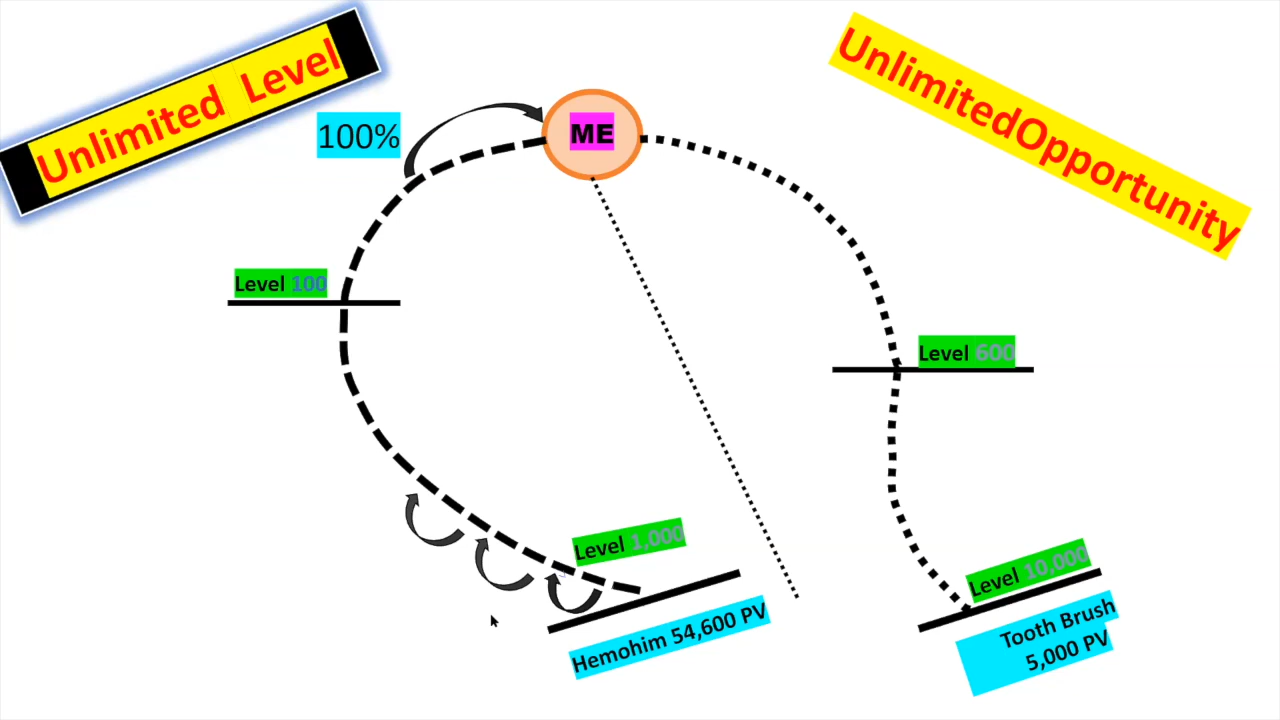 Unlimited Level
UnlimitedOpportunity
100%
ME
Level 100
Level 600
Level 1,000
Level 10,000
Hemohim 54,600 PV
Tooth Brush
5,000 PV